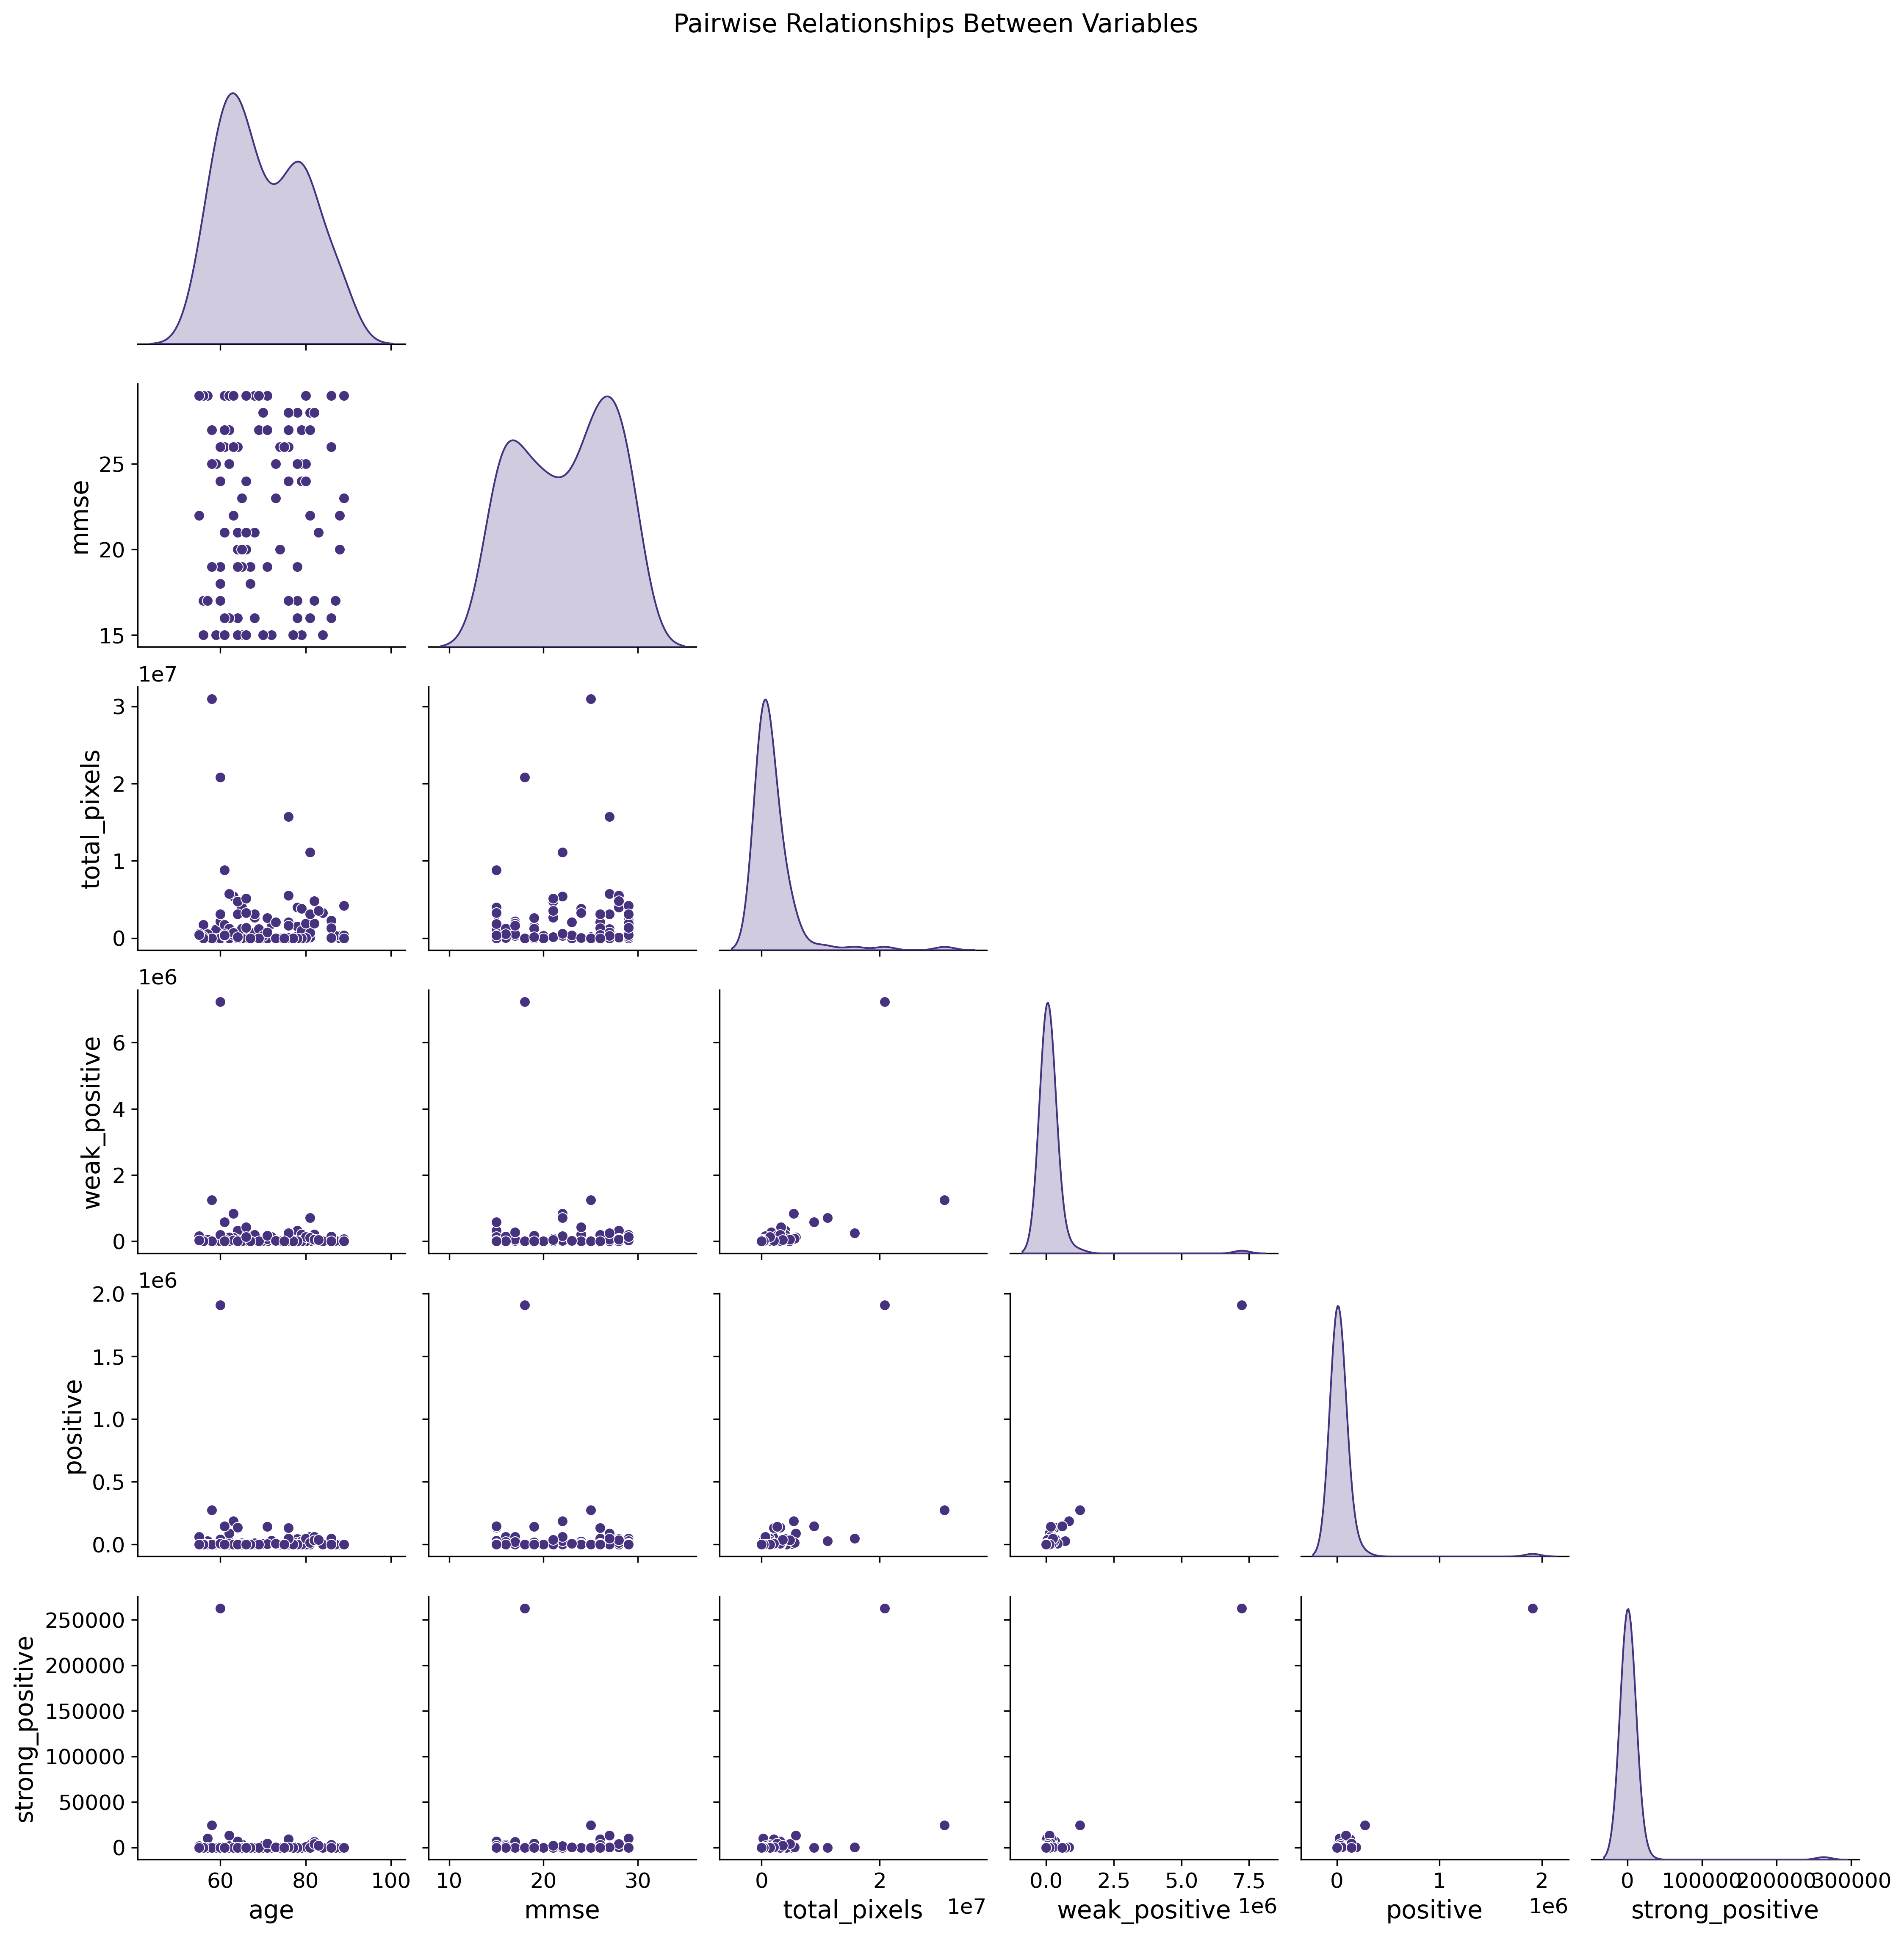 Pairwise Relationships Between Variables
mmse
25
20
15
1e7
total_pixels
3
2
1
0
1e6
weak_positive
6
4
2
0
1e6
positive
2.0
1.5
1.0
0.5
0.0
strong_positive
250000
200000
150000
100000
50000
0
60 80 100
10 20 30
0 2
0.0 2.5 5.0 7.5
0 1 2
0 100000 200000 300000
age
mmse
total_pixels 1e7
weak_positive 1e6
positive 1e6
strong_positive